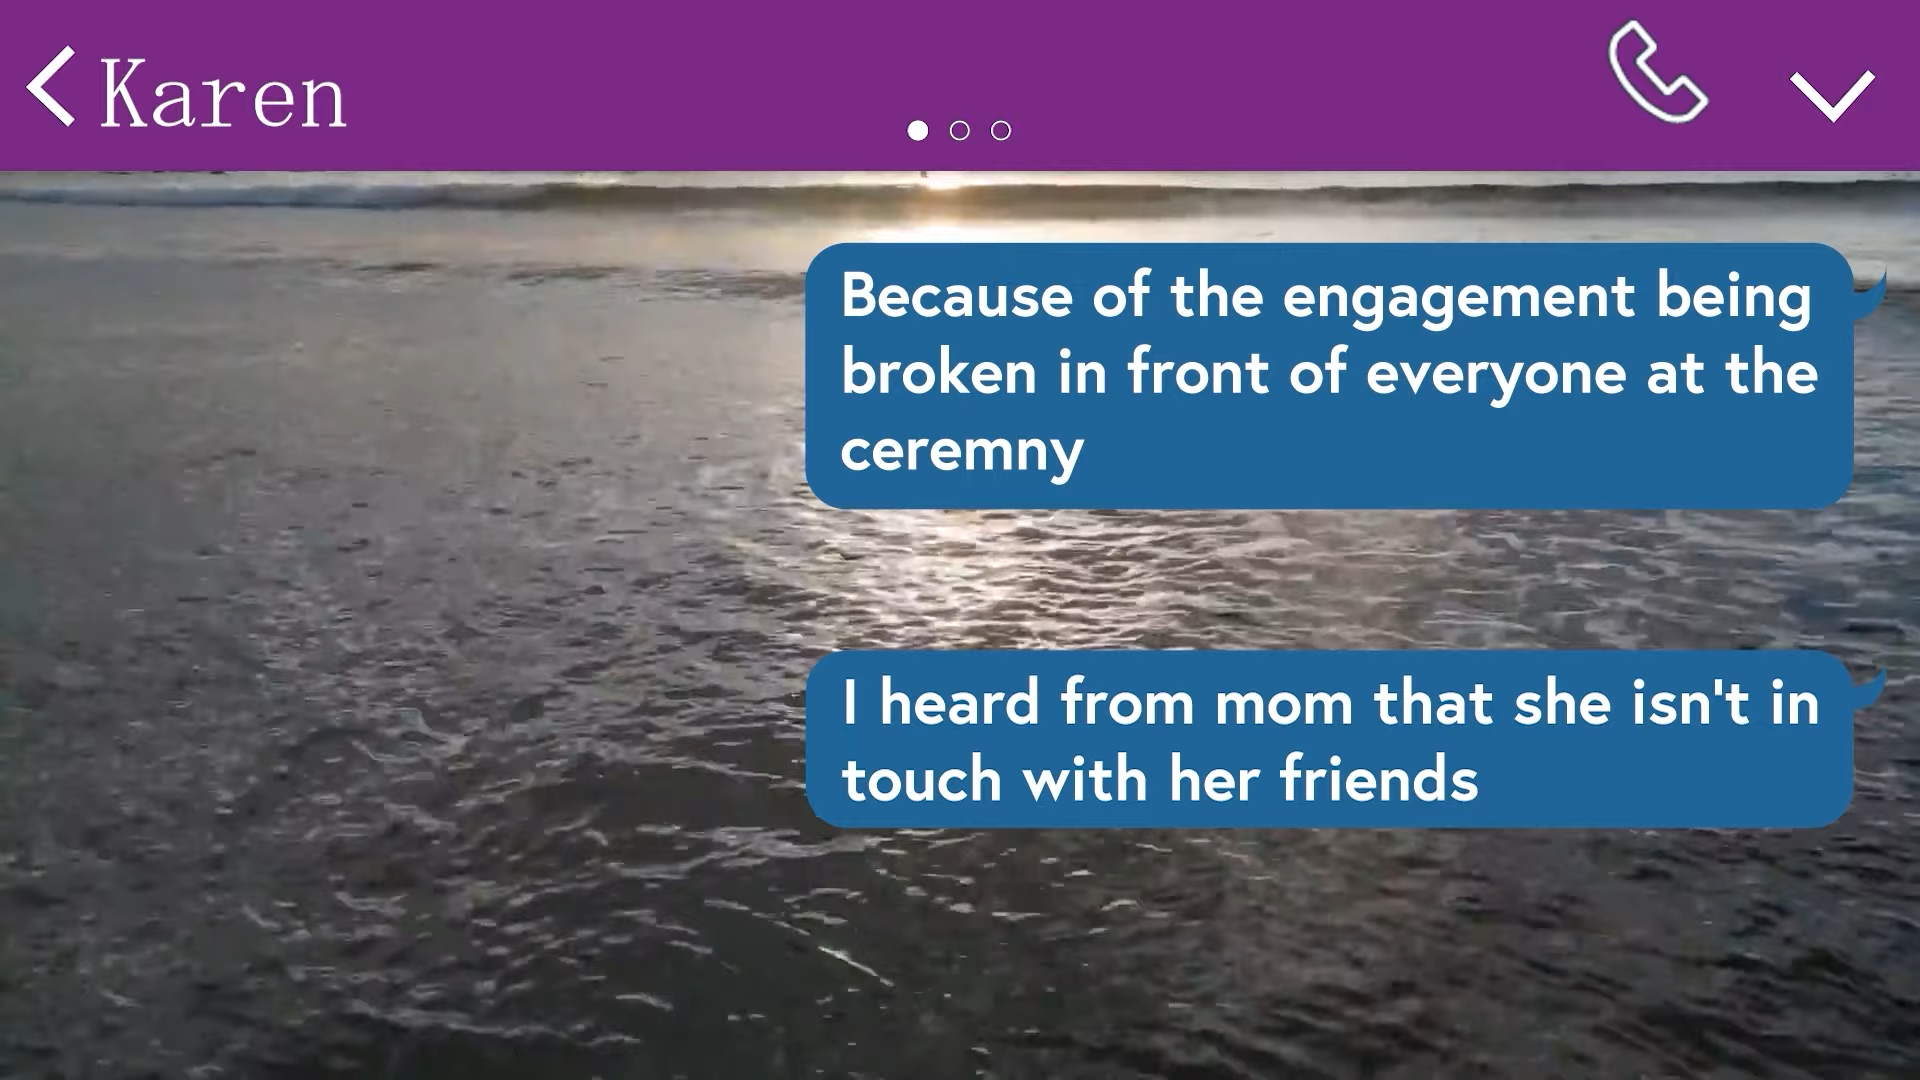 Karen
Because of the engagement being
broken in front of everyone at the
ceremny
I heard from mom that she isn't in
touch with her friends